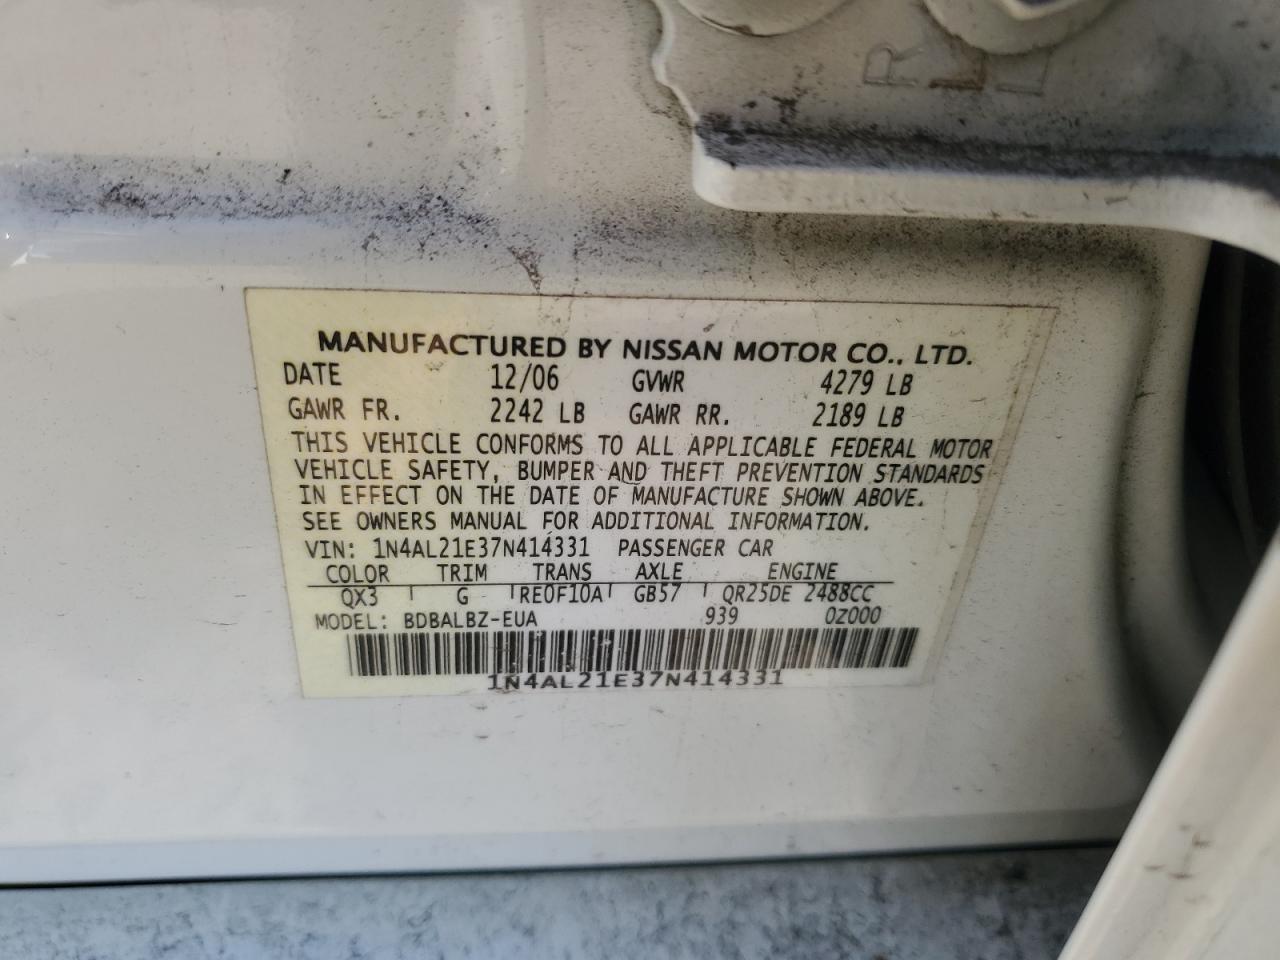 R L L
MANUFACTURED BY NISSAN MOTOR CO., LTD.
DATE 12/06 GVWR 4279 LB
GAWR FR. 2242 LB GAWR RR. 2189 LB
THIS VEHICLE CONFORMS TO ALL APPLICABLE FEDERAL MOTOR
VEHICLE SAFETY, BUMPER AND THEFT PREVENTION STANDARDS
IN EFFECT ON THE DATE OF MANUFACTURE SHOWN ABOVE.
SEE OWNERS MANUAL FOR ADDITIONAL INFORMATION.
VIN: 1N4AL21E37N414331 PASSENGER CAR
COLOR TRIM TRANS AXLE ENGINE
QX3 G RE0F10A GB57 QR25DE 2488CC
MODEL: BDBALBZ-EUA 939 0Z000
1N4AL21E37N414331